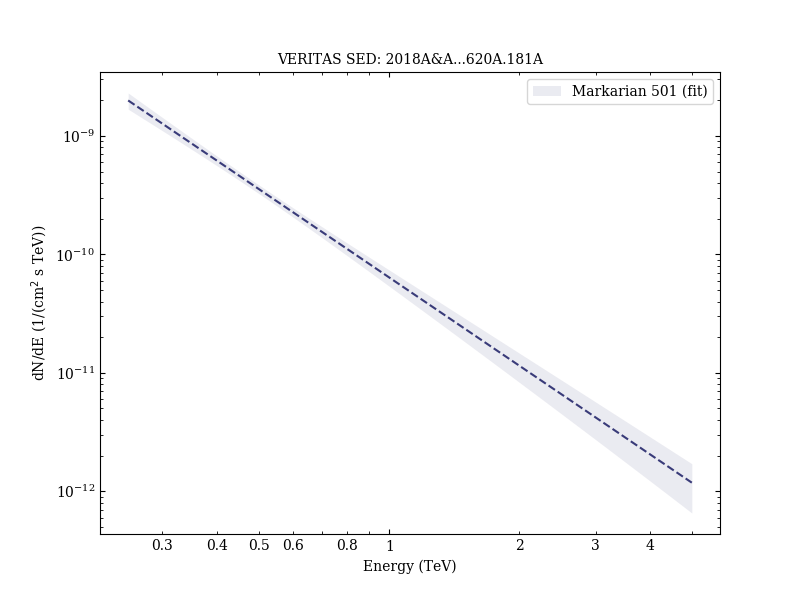 VERITAS SED: 2018A&A...620A.181A
Markarian 501 (fit)
dN/dE (1/(cm² s TeV))
10⁻⁹
10⁻¹⁰
10⁻¹¹
10⁻¹²
0.3 0.4 0.5 0.6 0.8 1 2 3 4
Energy (TeV)